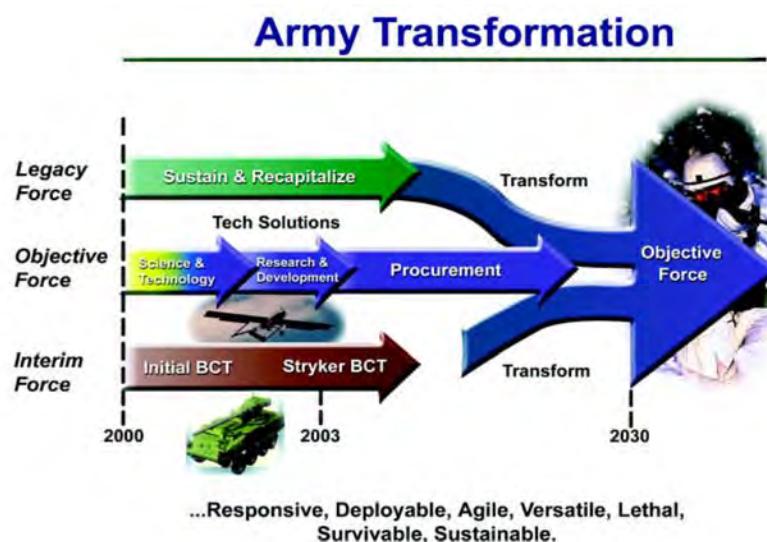 Army Transformation
Legacy
Force
Sustain & Recapitalize
Transform
Tech Solutions
Objective
Force
Science &
Technology
Research &
Development
Procurement
Objective
Force
Interim
Force
Initial BCT
Stryker BCT
Transform
2000
2003
2030
...Responsive, Deployable, Agile, Versatile, Lethal,
Survivable, Sustainable.